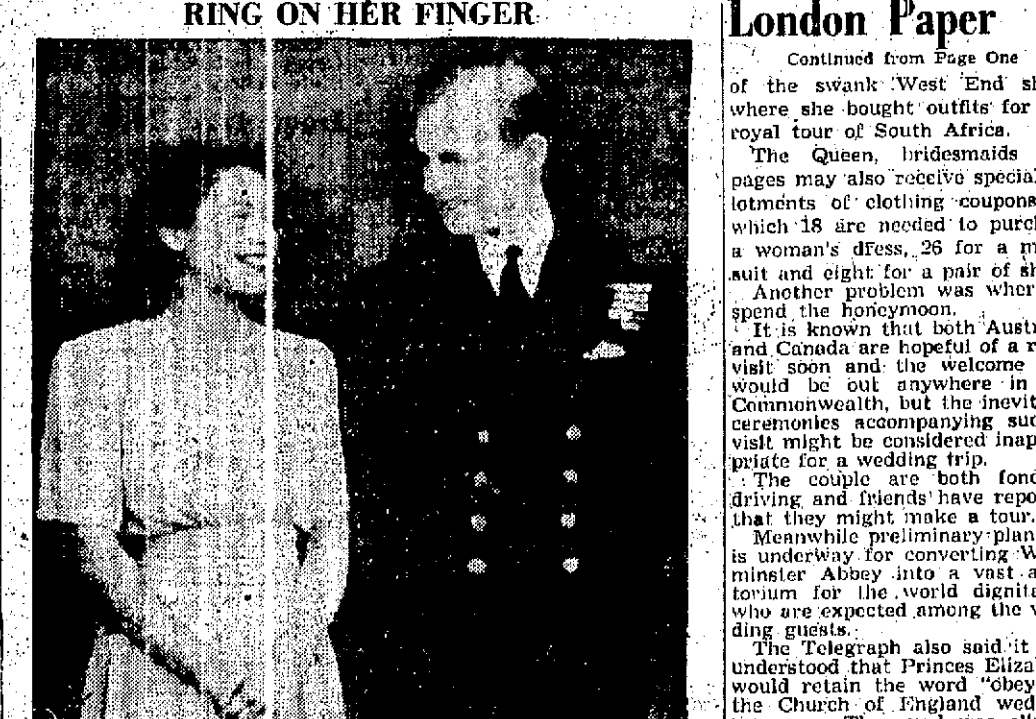 RING ON HER FINGER
London Paper
Continued from Page One
of the swank West End sh
where she bought outfits for
royal tour of South Africa.
The Queen, bridesmaids
pages may also receive special
lotments of clothing coupons
which 18 are needed to purch
a woman's dress, 26 for a m
suit and eight for a pair of sh
Another problem was wher
spend the honeymoon.
It is known that both Austr
and Canada are hopeful of a r
visit soon and the welcome
would be out anywhere in
Commonwealth, but the inevit
ceremonies accompanying suc
visit might be considered inap
priate for a wedding trip.
The couple are both fond
driving and friends have repo
that they might make a tour.
Meanwhile preliminary plan
is underway for converting W
minster Abbey into a vast a
torium for the world dignita
who are expected among the w
ding guests.
The Telegraph also said it
understood that Princes Eliza
would retain the word "obey
the Church of England wed